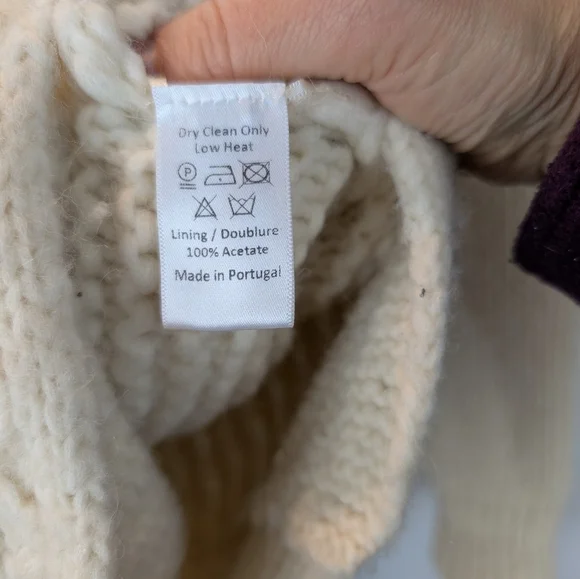 Dry Clean Only
Low Heat
P
Lining / Doublure
100% Acetate
Made in Portugal